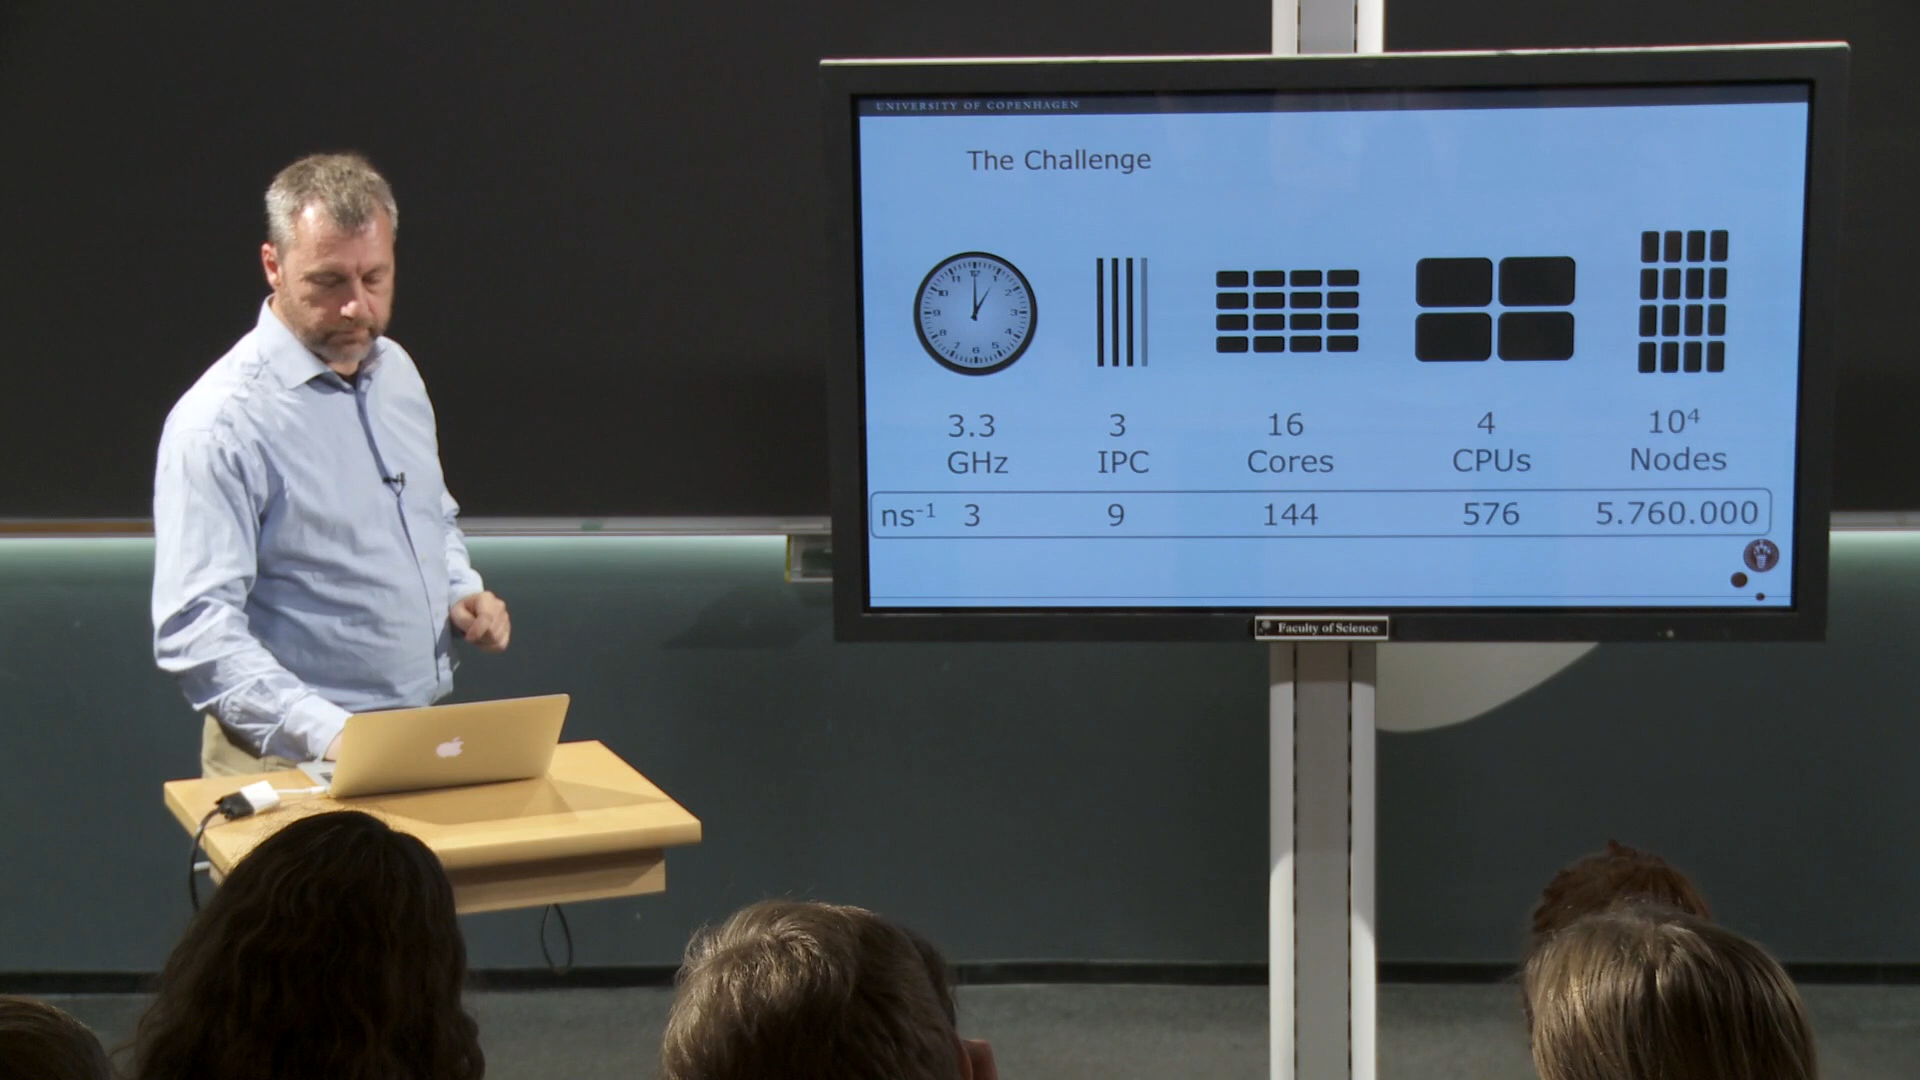 UNIVERSITY OF COPENHAGEN
The Challenge
3.3 GHz
3 IPC
16 Cores
4 CPUs
10⁴ Nodes
ns⁻¹ 3 9 144 576 5.760.000
Faculty of Science